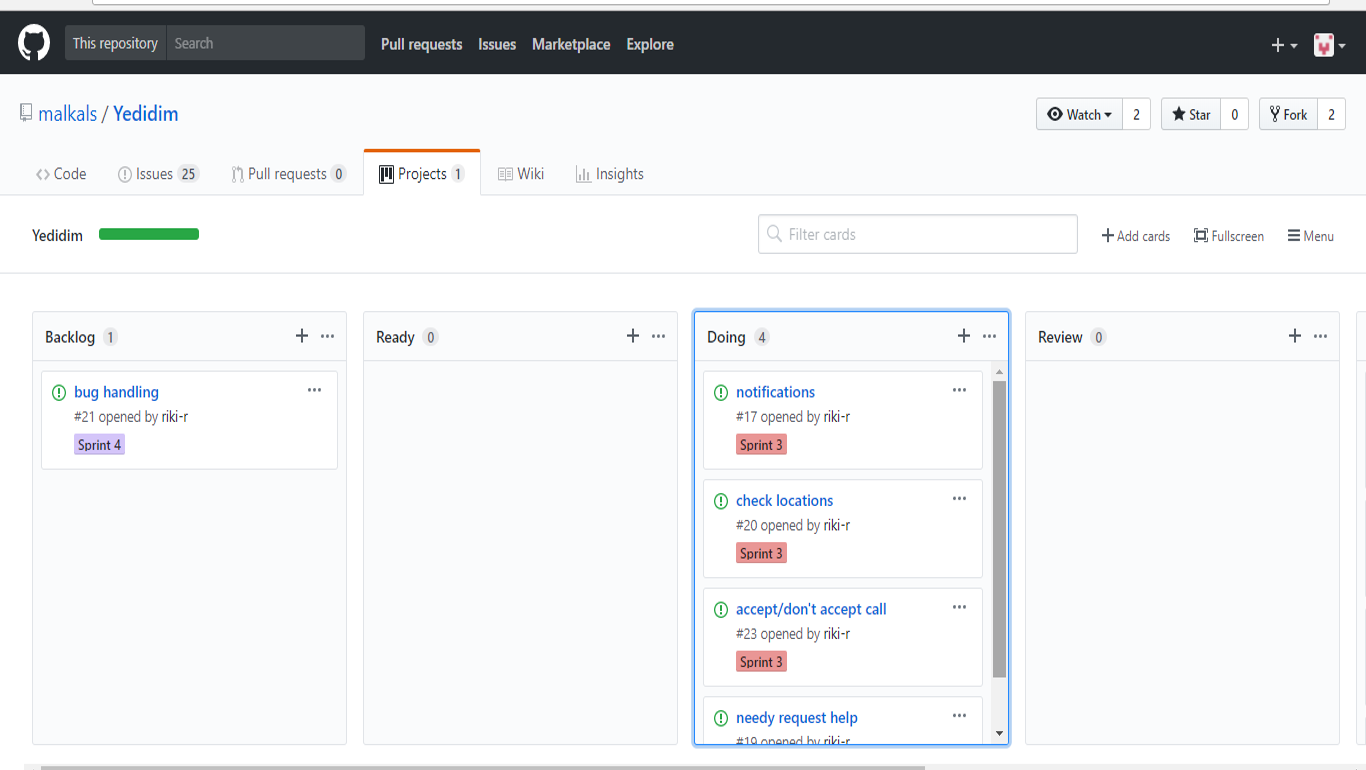 This repository Search Pull requests Issues Marketplace Explore
malkals / Yedidim Watch 2 Star 0 Fork 2
Code Issues 25 Pull requests 0 Projects 1 Wiki Insights
Yedidim Filter cards Add cards Fullscreen Menu
Backlog 1 ...
bug handling ...
#21 opened by riki-r
Sprint 4
Ready 0 ...
Doing 4 ...
notifications ...
#17 opened by riki-r
Sprint 3
check locations ...
#20 opened by riki-r
Sprint 3
accept/don't accept call ...
#23 opened by riki-r
Sprint 3
needy request help ...
#19 opened by riki-r
Review 0 ...